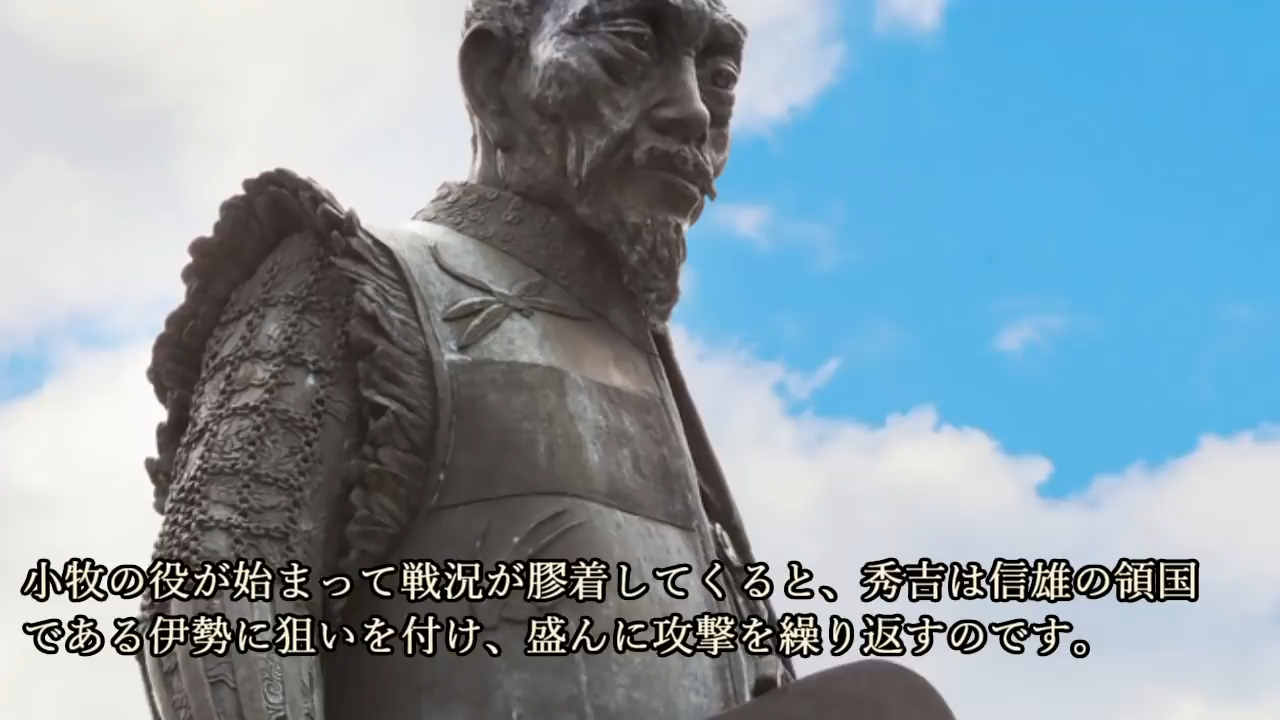 小牧の役が始まって戦況が膠着してくると、秀吉は信雄の領国
である伊勢に狙いを付け、盛んに攻撃を繰り返すのです。